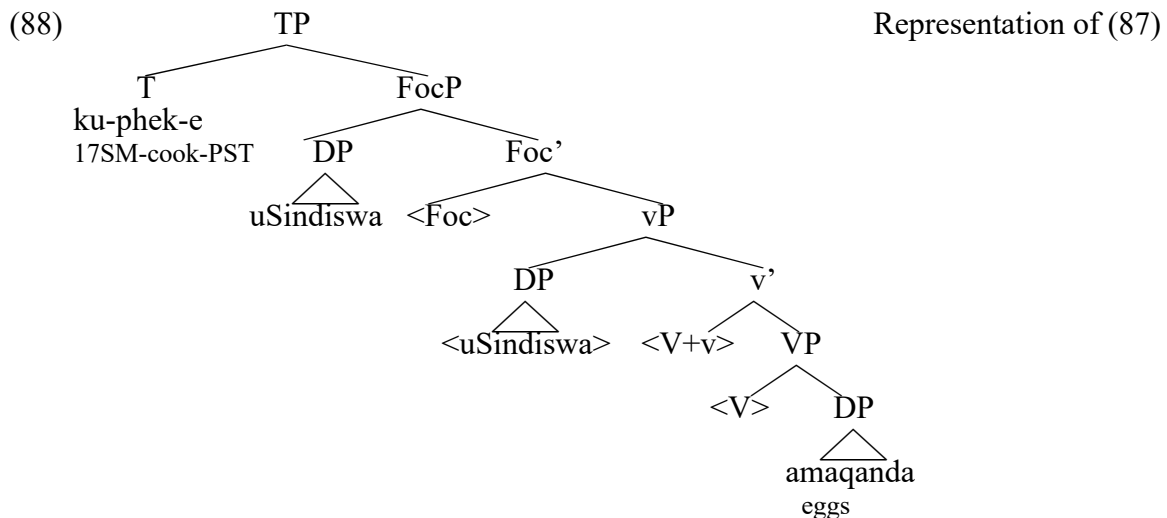 (88) TP Representation of (87)
T FocP
ku-phek-e
17SM-cook-PST DP Foc’
uSindiswa <Foc> vP
DP v’
<uSindiswa> <V+v> VP
<V> DP
amaqanda
eggs